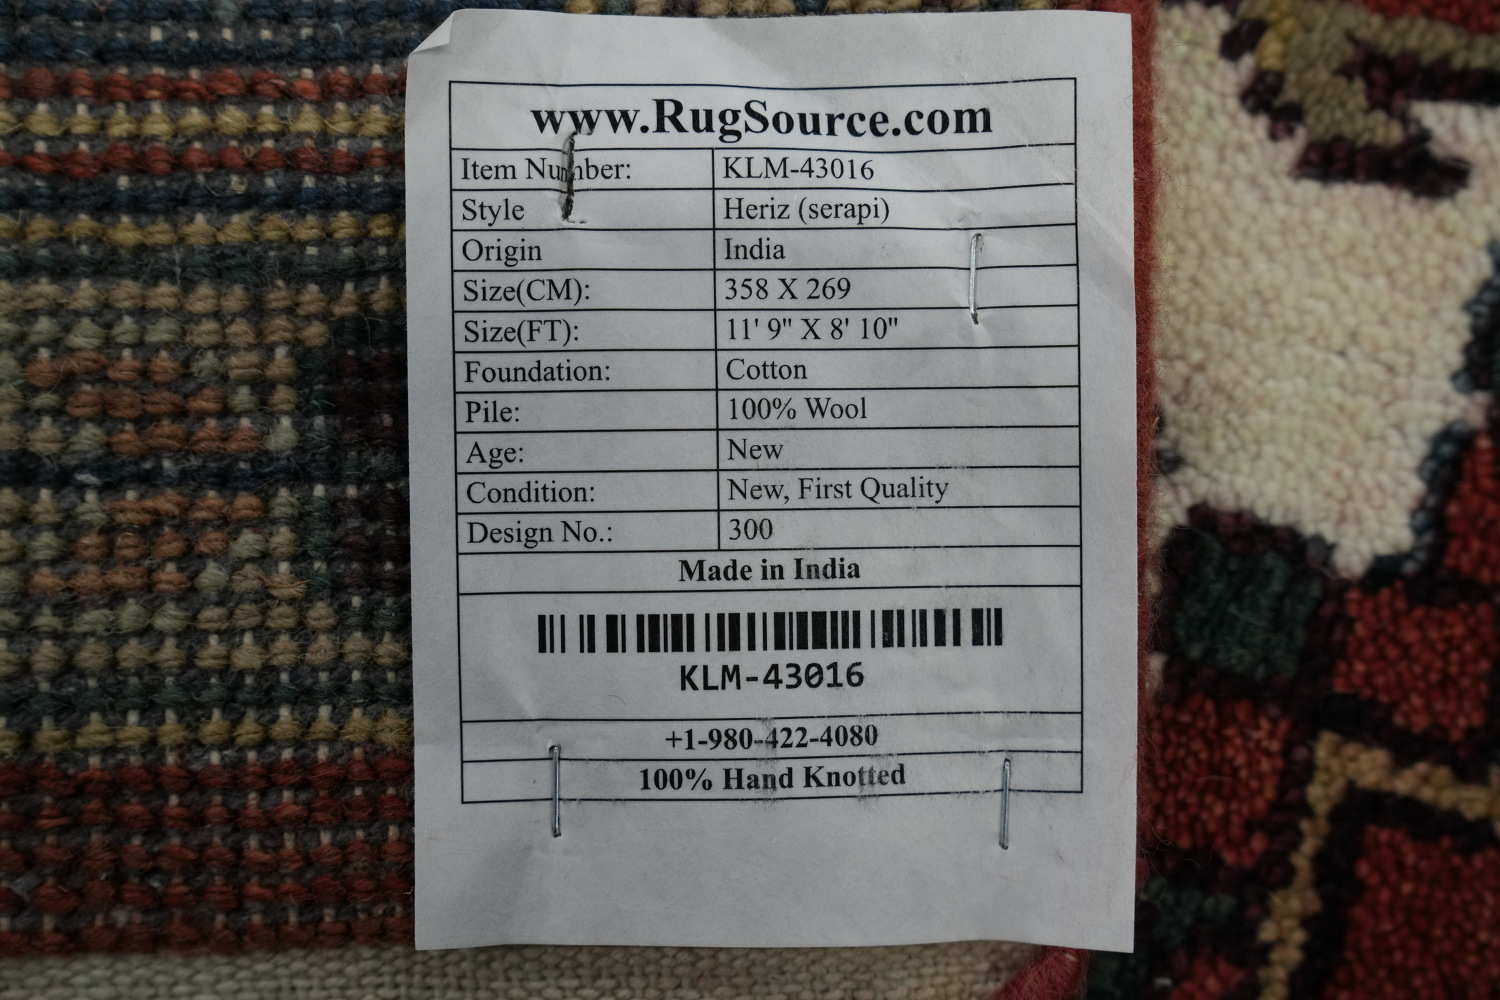 www.RugSource.com
Item Number: KLM-43016
Style Heriz (serapi)
Origin India
Size(CM): 358 X 269
Size(FT): 11' 9" X 8' 10"
Foundation: Cotton
Pile: 100% Wool
Age: New
Condition: New, First Quality
Design No.: 300
Made in India
KLM-43016
+1-980-422-4080
100% Hand Knotted